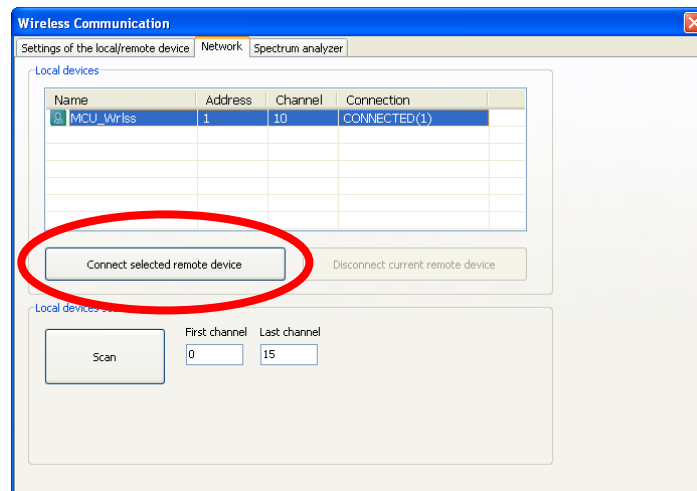 Wireless Communication
Settings of the local/remote device Network Spectrum analyzer
Local devices
Name Address Channel Connection
MCU_Wrlss 1 10 CONNECTED(1)
Connect selected remote device Disconnect current remote device
Local devices
First channel Last channel
Scan 0 15